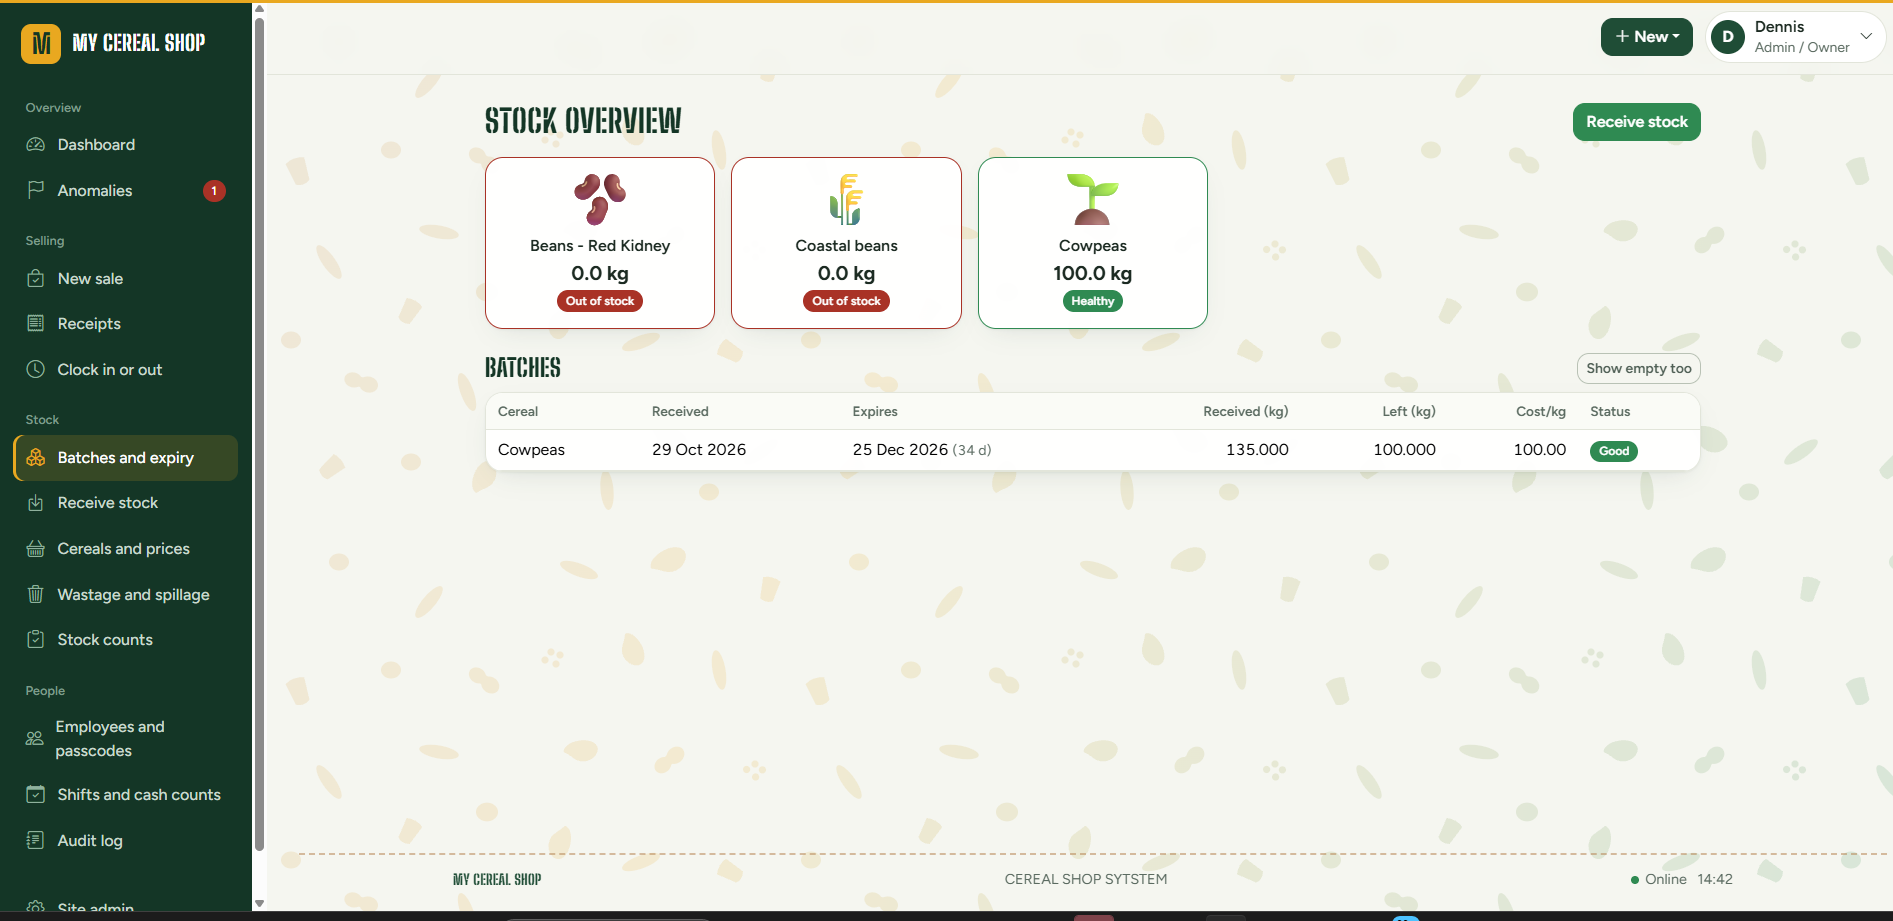 M MY CEREAL SHOP
+ New
D
Dennis
Admin / Owner
Overview
Dashboard
Anomalies 1
Selling
New sale
Receipts
Clock in or out
Stock
Batches and expiry
Receive stock
Cereals and prices
Wastage and spillage
Stock counts
People
Employees and
passcodes
Shifts and cash counts
Audit log
Site admin
STOCK OVERVIEW
Receive stock
Beans - Red Kidney
0.0 kg
Out of stock
Coastal beans
0.0 kg
Out of stock
Cowpeas
100.0 kg
Healthy
BATCHES
Show empty too
Cereal Received Expires Received (kg) Left (kg) Cost/kg Status
Cowpeas 29 Oct 2026 25 Dec 2026 (34 d) 135.000 100.000 100.00 Good
MY CEREAL SHOP
CEREAL SHOP SYTSTEM
Online 14:42